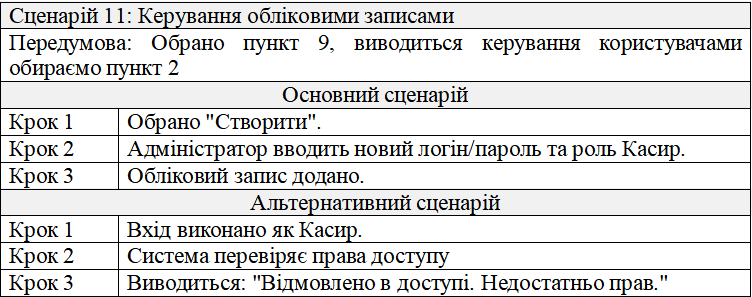 Сценарій 11: Керування обліковими записами
Передумова: Обрано пункт 9, виводиться керування користувачами
обираємо пункт 2
Основний сценарій
Крок 1 Обрано "Створити".
Крок 2 Адміністратор вводить новий логін/пароль та роль Касир.
Крок 3 Обліковий запис додано.
Альтернативний сценарій
Крок 1 Вхід виконано як Касир.
Крок 2 Система перевіряє права доступу
Крок 3 Виводиться: "Відмовлено в доступі. Недостатньо прав."